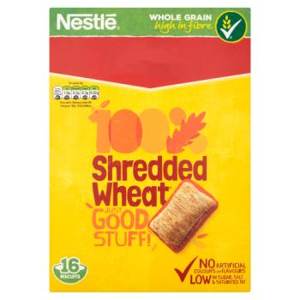 Nestlé
WHOLE GRAIN
high in fibre
100%
Shredded
Wheat
JUST
GOOD
STUFF!
16
BISCUITS
NO ARTIFICIAL
COLOURS OR FLAVOURS
LOW IN SUGAR, SALT
& SATURATED FAT